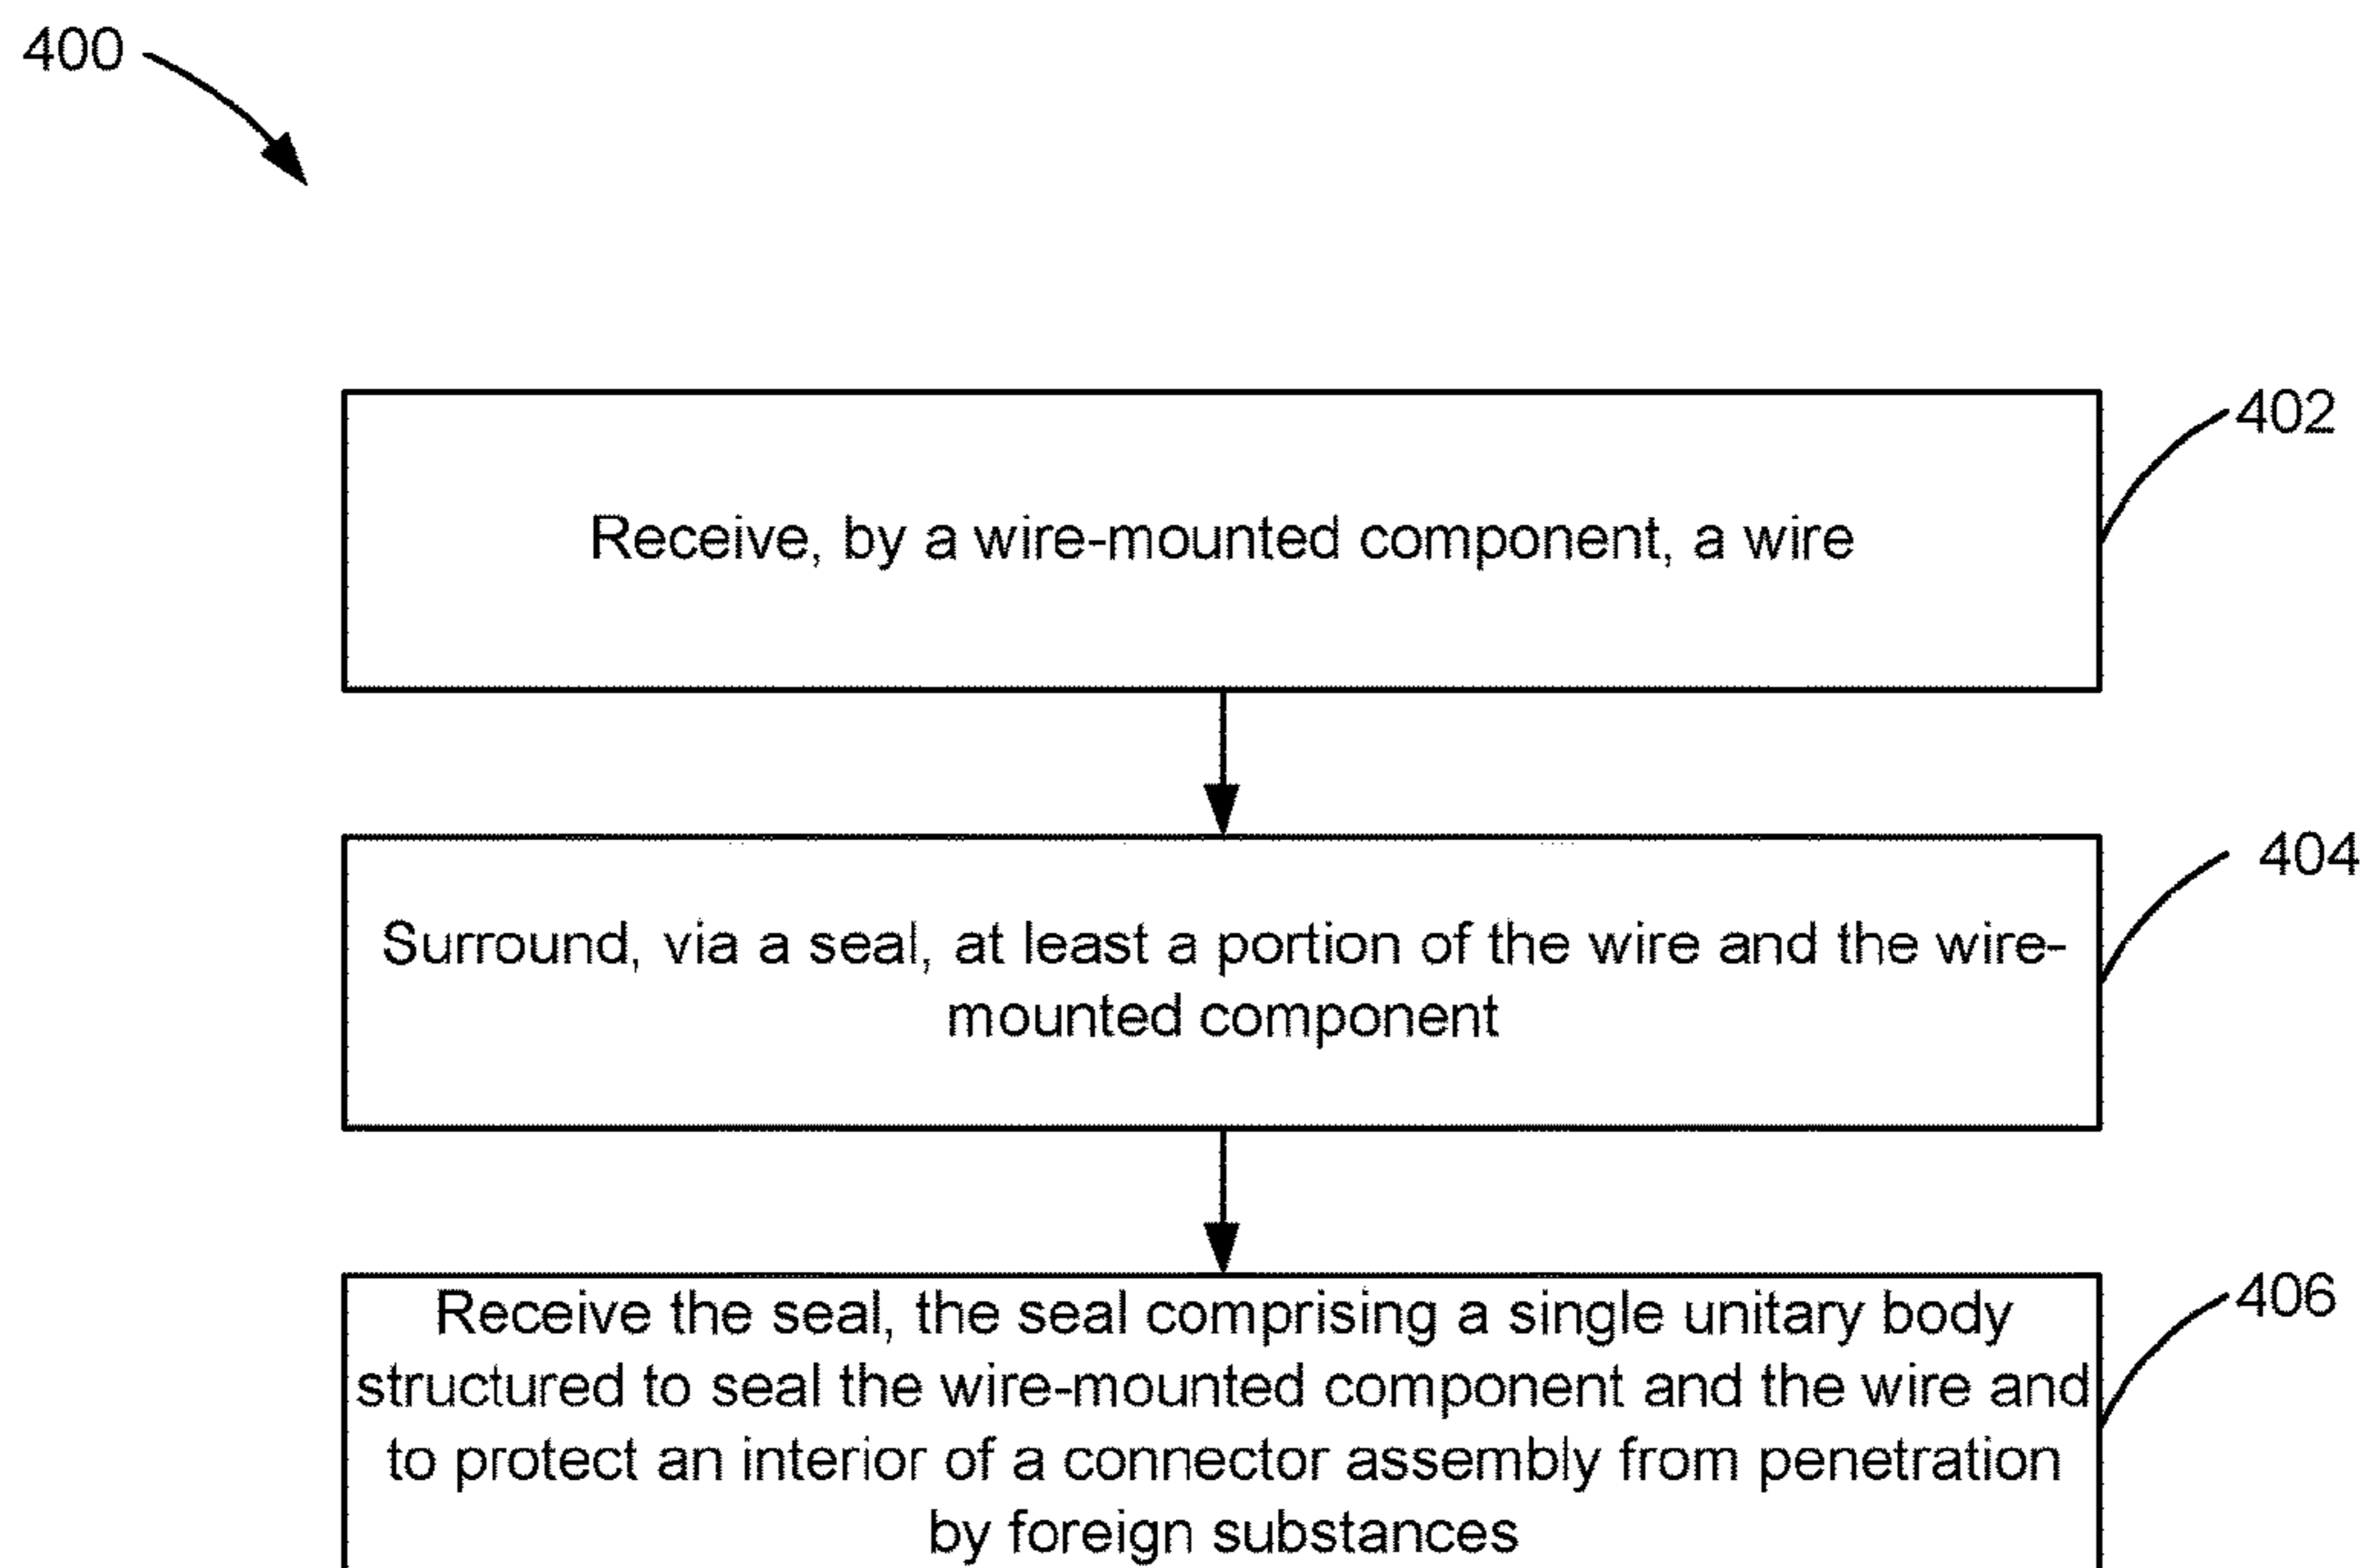 400
402
Receive, by a wire-mounted component, a wire
404
Surround, via a seal, at least a portion of the wire and the wire-
mounted component
406
Receive the seal, the seal comprising a single unitary body
structured to seal the wire-mounted component and the wire and
to protect an interior of a connector assembly from penetration
by foreign substances